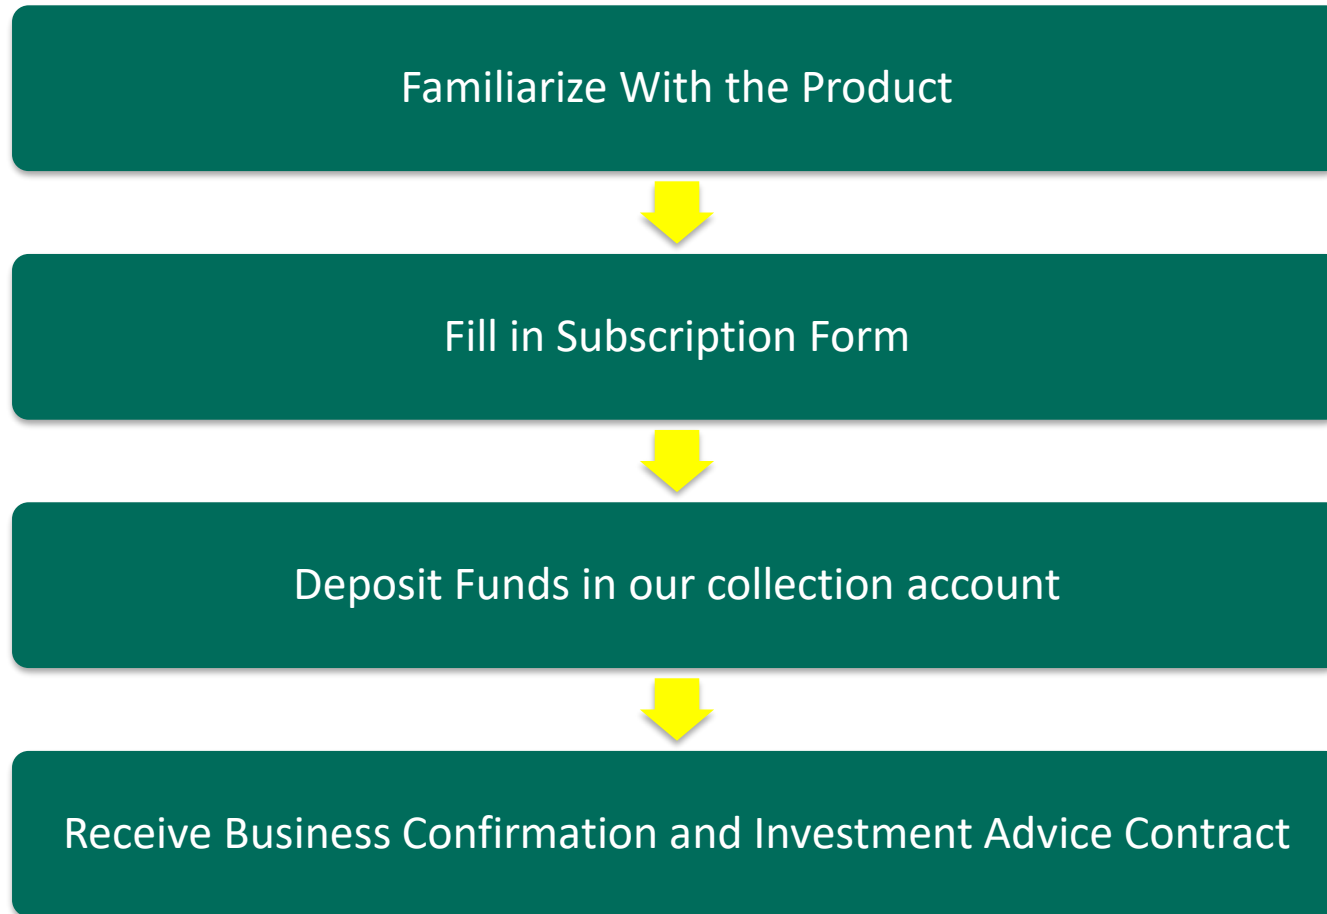 Familiarize With the Product
Fill in Subscription Form
Deposit Funds in our collection account
Receive Business Confirmation and Investment Advice Contract